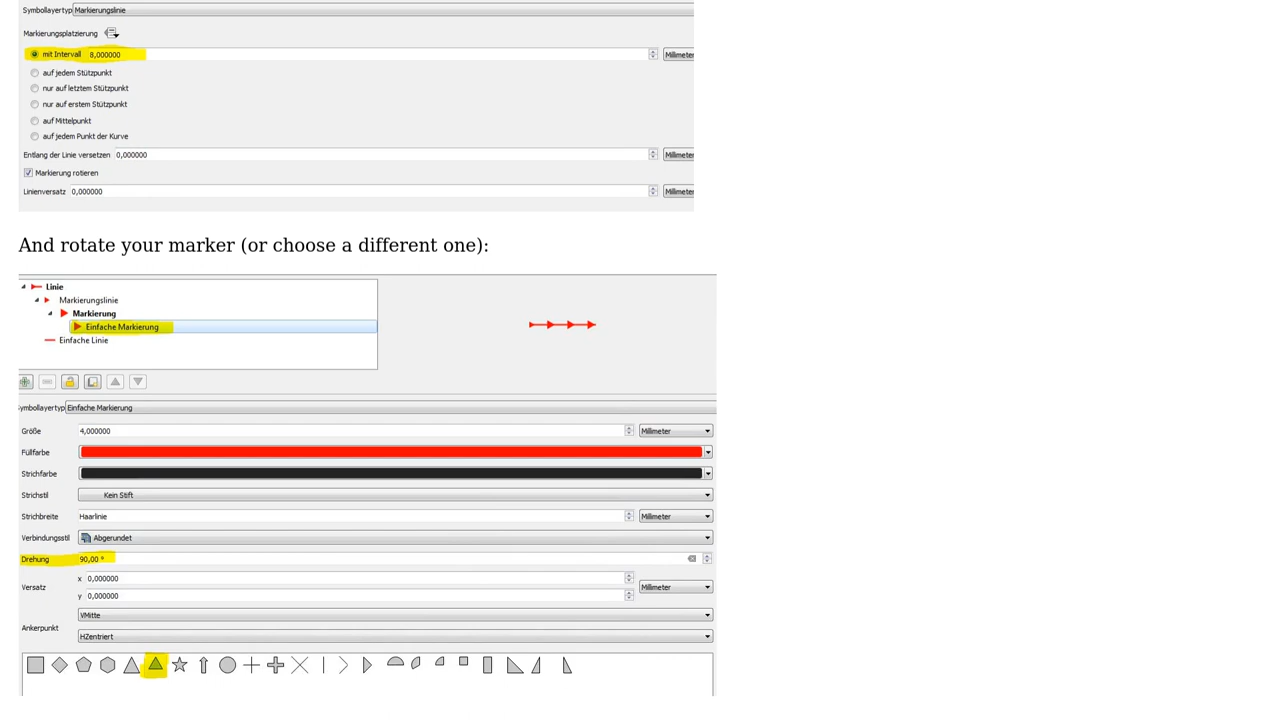 Symbollayertyp Markierungslinie
Markierungsplatzierung
mit Intervall 8,000000 Millimeter
auf jedem Stützpunkt
nur auf letztem Stützpunkt
nur auf erstem Stützpunkt
auf Mittelpunkt
auf jedem Punkt der Kurve
Entlang der Linie versetzen 0,000000 Millimeter
Markierung rotieren
Linienversatz 0,000000 Millimeter
And rotate your marker (or choose a different one):
Linie
Markierungslinie
Markierung
Einfache Markierung
Einfache Linie
Symbollayertyp Einfache Markierung
Größe 4,000000 Millimeter
Füllfarbe
Strichfarbe
Strichstil Kein Stift
Strichbreite Haarlinie Millimeter
Verbindungsstil Abgerundet
Drehung 90,00 °
Versatz x 0,000000 Millimeter
y 0,000000
Ankerpunkt VMitte
HZentriert